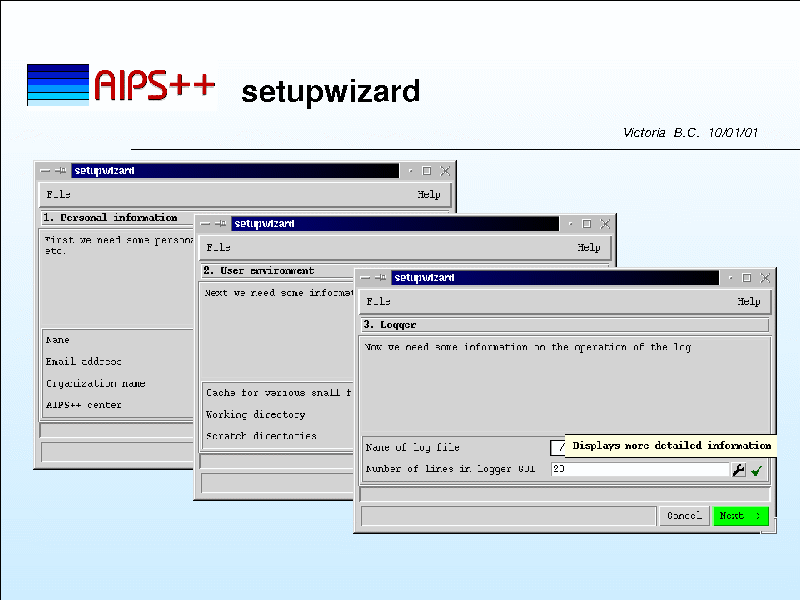 AIPS++ setupwizard
Victoria B.C. 10/01/01
setupwizard
File Help
1. Personal information
First we need some persona
etc.
Name
Email address
Organization name
AIPS++ center
setupwizard
File Help
2. User environment
Next we need some informat
Cache for various small f
Working directory
Scratch directories
setupwizard
File Help
3. Logger
Now we need some information on the operation of the log
Name of log file /
Displays more detailed information
Number of lines in logger GUI 20
Cancel Next ->